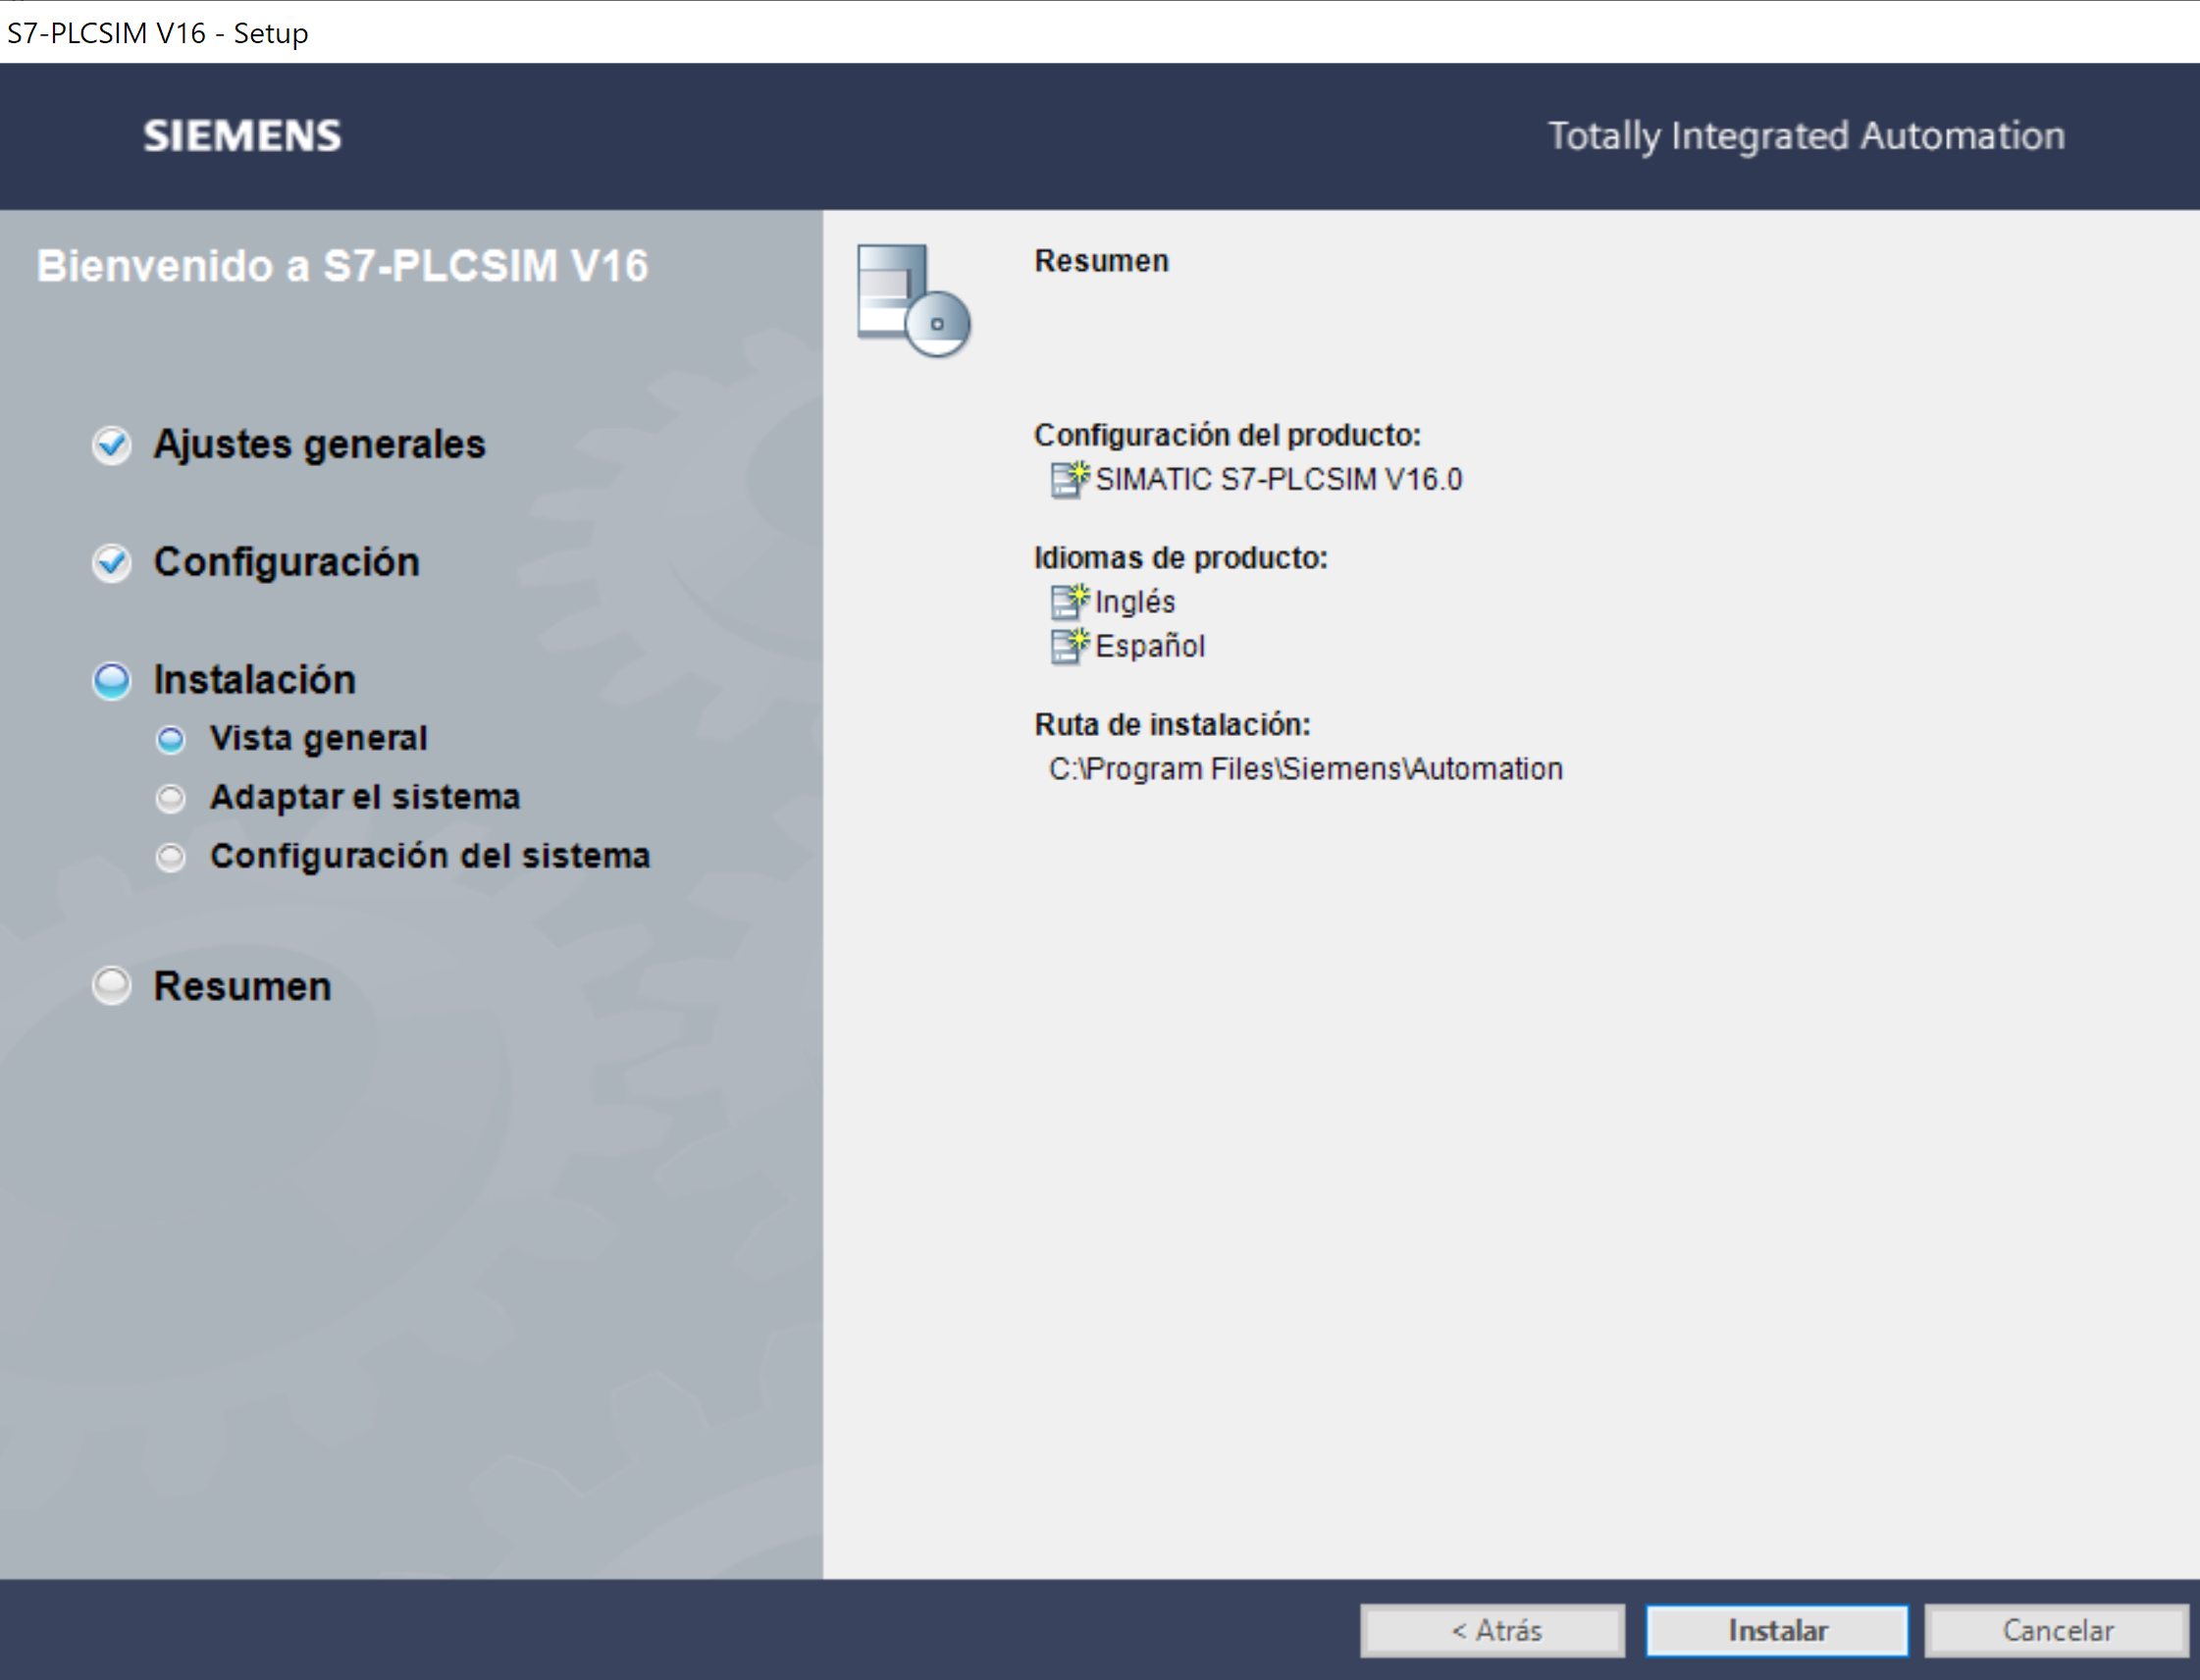 S7-PLCSIM V16 - Setup
SIEMENS
Totally Integrated Automation
Bienvenido a S7-PLCSIM V16
Ajustes generales
Configuración
Instalación
Vista general
Adaptar el sistema
Configuración del sistema
Resumen
Resumen
Configuración del producto:
SIMATIC S7-PLCSIM V16.0
Idiomas de producto:
Inglés
Español
Ruta de instalación:
C:\Program Files\Siemens\Automation
< Atrás
Instalar
Cancelar